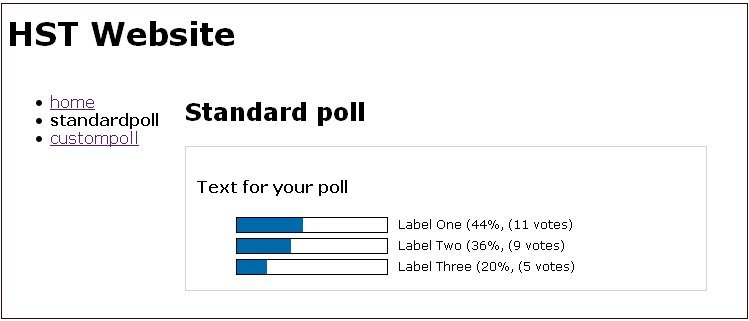 HST Website
home
standardpoll
custompoll
Standard poll
Text for your poll
Label One (44%, (11 votes)
Label Two (36%, (9 votes)
Label Three (20%, (5 votes)